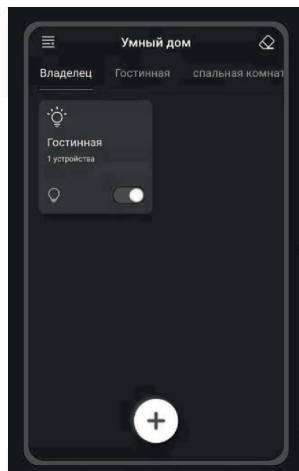 Умный дом
Владелец Гостинная спальная комнат
Гостинная
1 устройства